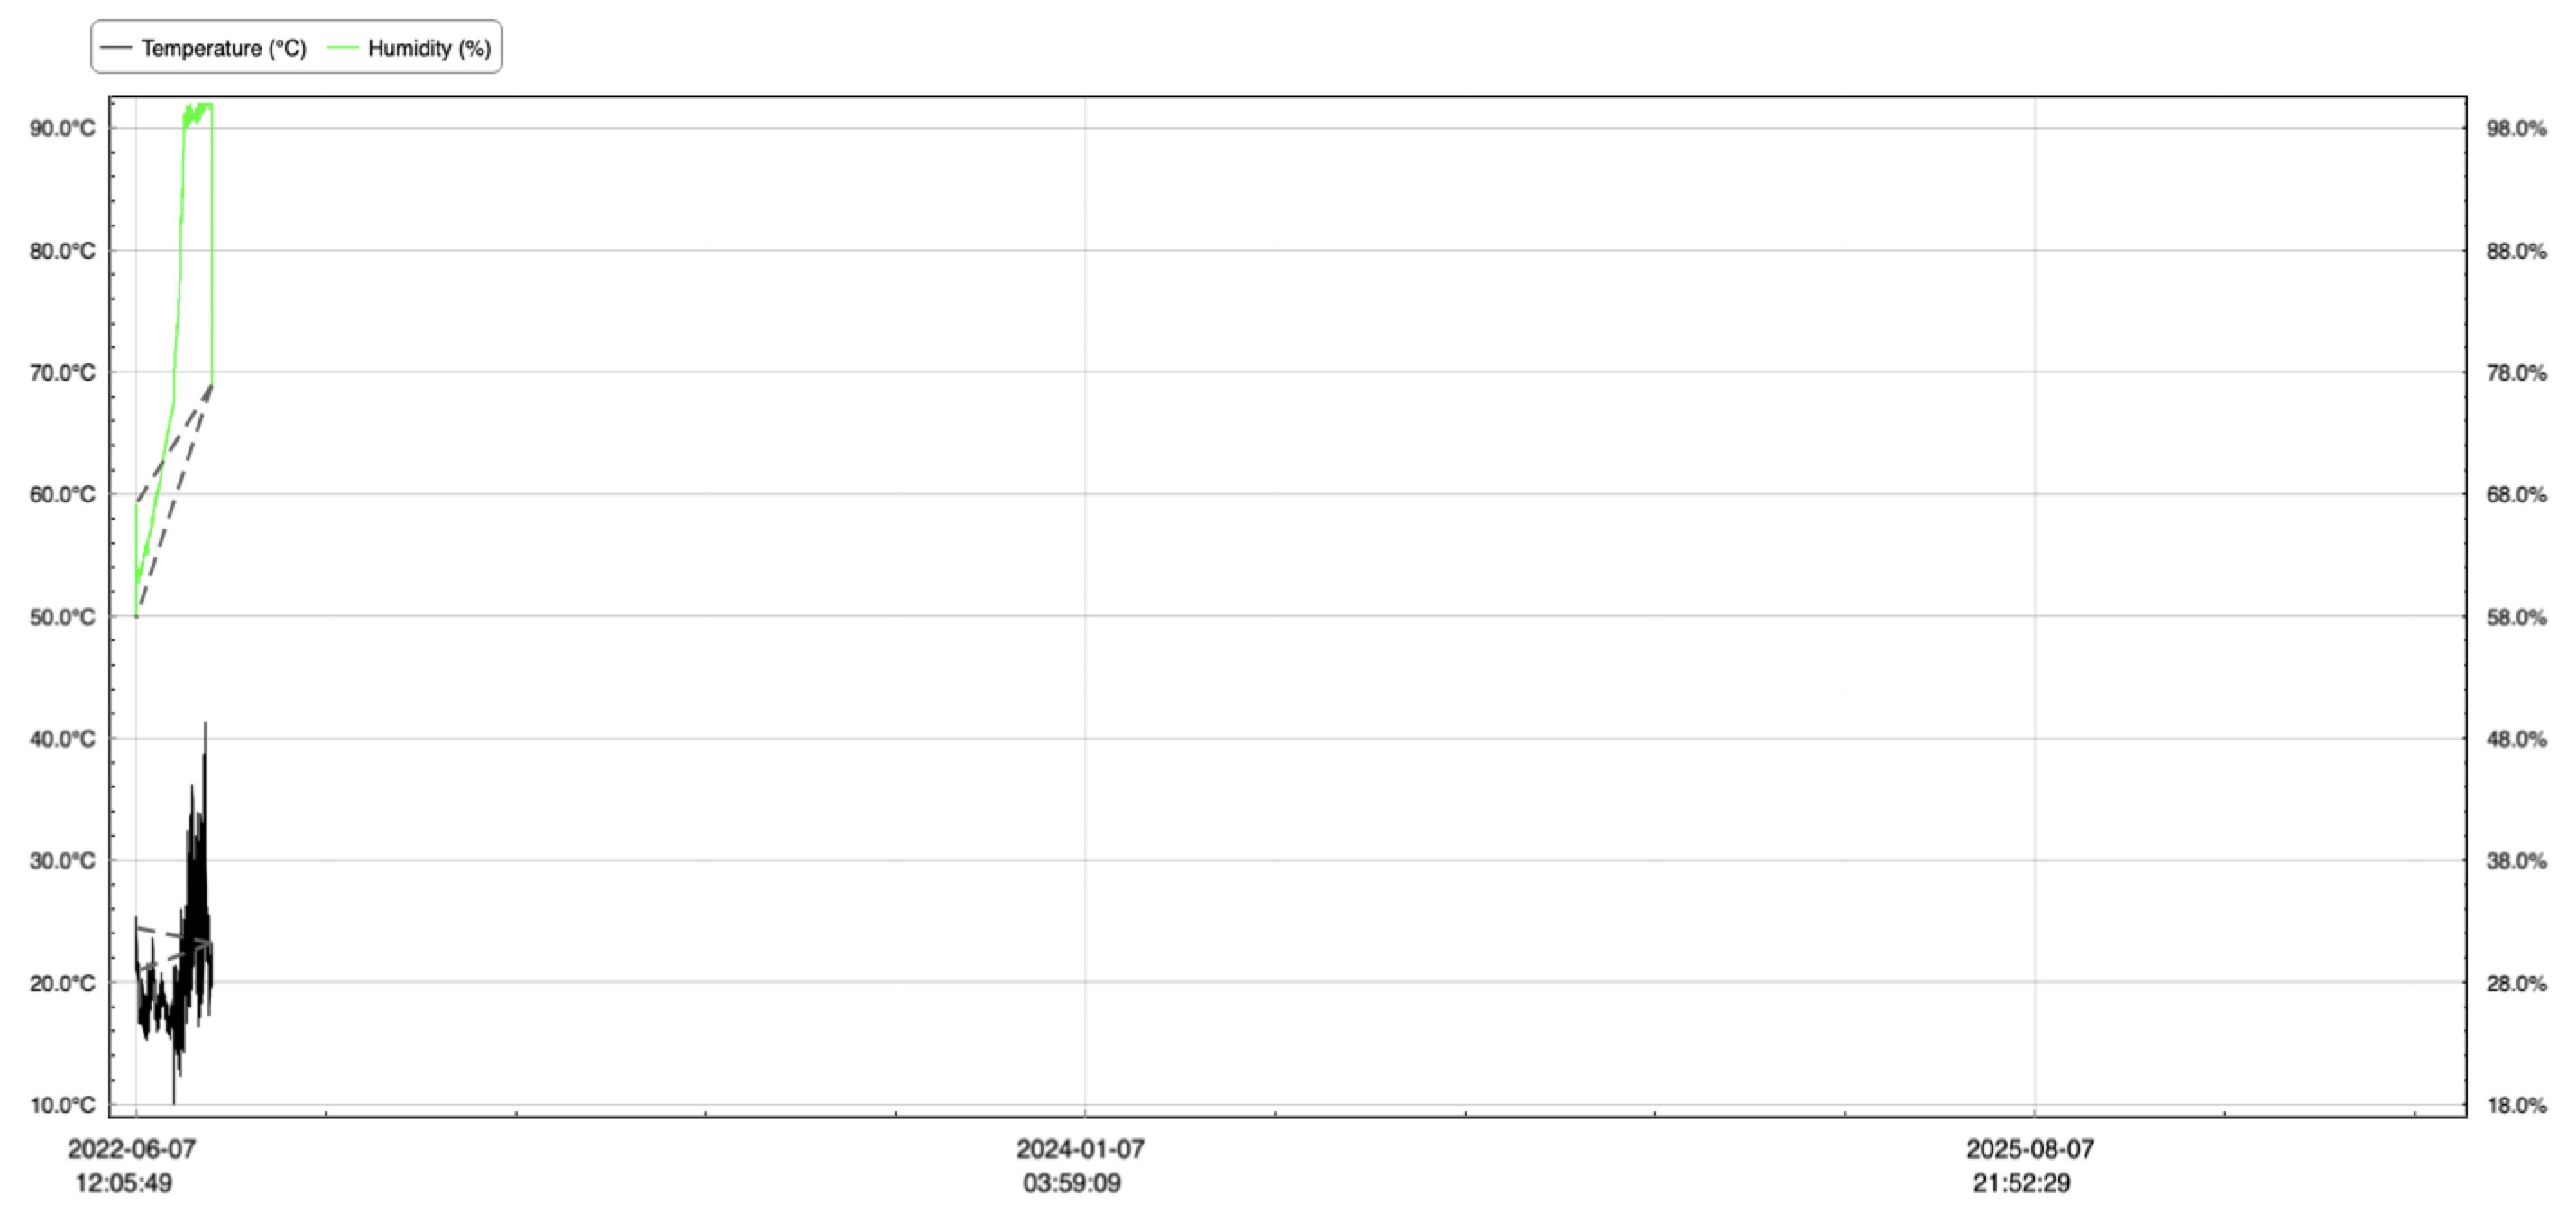 Temperature (°C) Humidity (%)
90.0°C 98.0%
80.0°C 88.0%
70.0°C 78.0%
60.0°C 68.0%
50.0°C 58.0%
40.0°C 48.0%
30.0°C 38.0%
20.0°C 28.0%
10.0°C 18.0%
2022-06-07 2024-01-07 2025-08-07
12:05:49 03:59:09 21:52:29